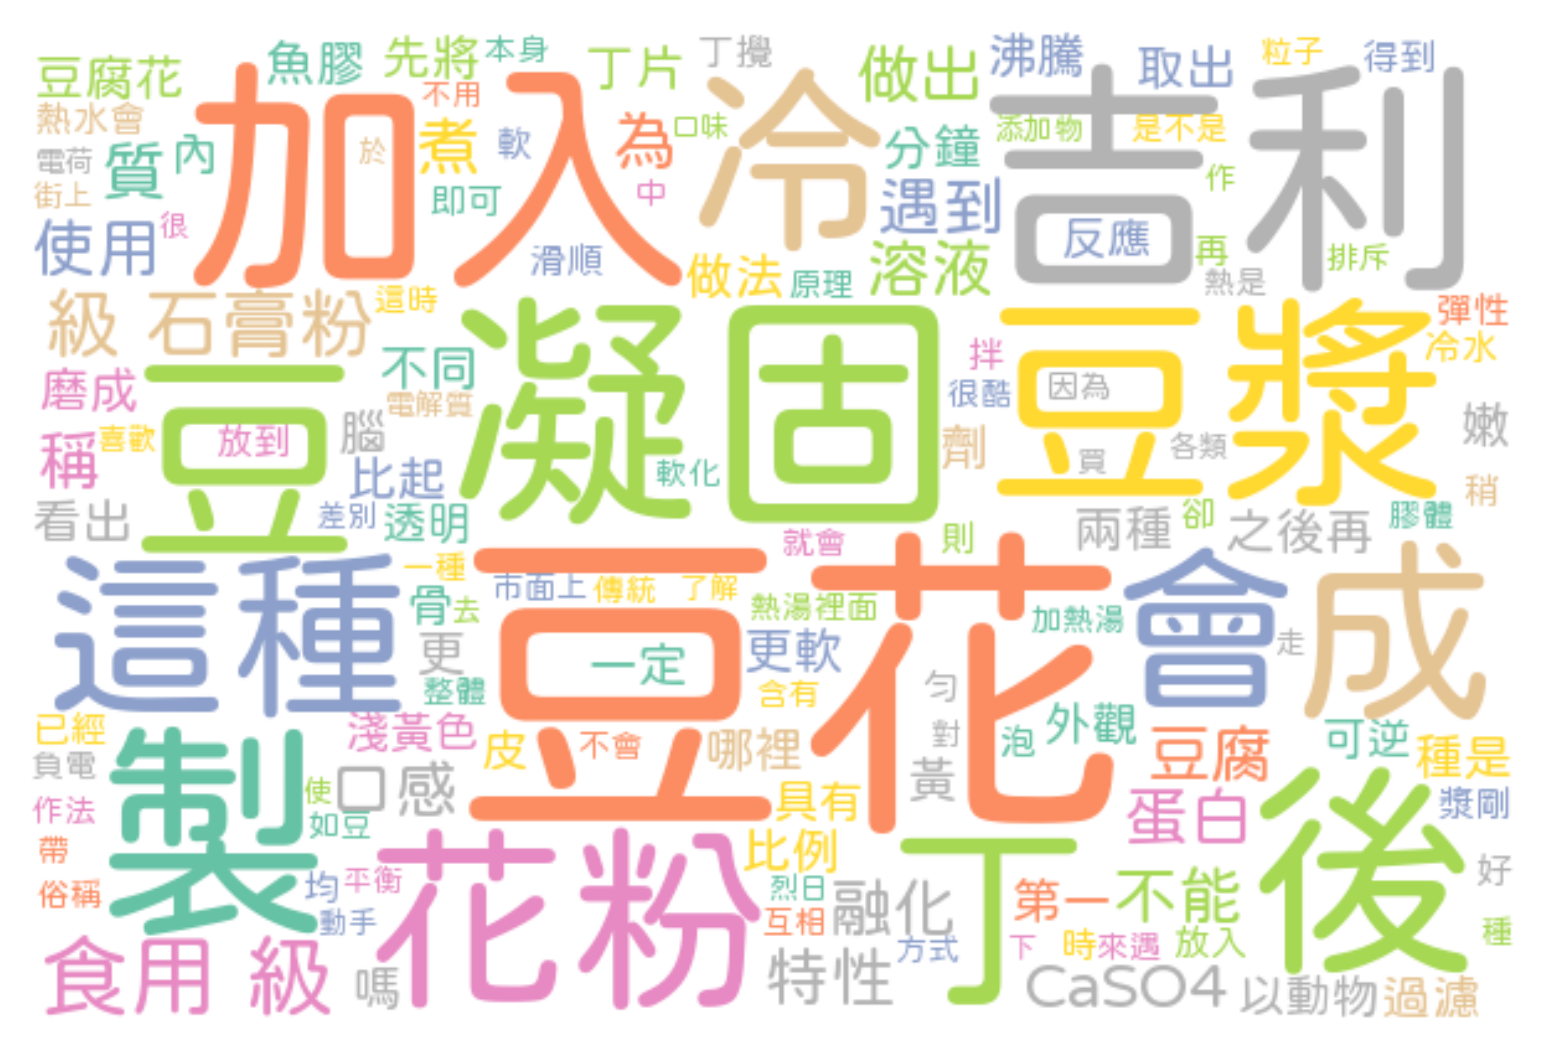 豆腐花 魚膠 先將 本身 丁片 丁攪 做出 沸騰 取出 粒子 得到
熱水會 不用 添加物 是不是
加入 冷 吉利
電荷 質 內 於 煮 軟 為 口味 分鐘 作
街上 即可 中 遇到
使用 很 滑順 反應 再 排斥
做法 原理 溶液 熱是
級 石膏粉 這時 彈性
凝固 豆漿
磨成 豆 不同 拌 冷水
電解質 很酷 因為
稱 喜歡 放到 腦 劑 各類 嫩
比起 軟化 買 稍
看出 差別 透明 兩種 卻 之後再 膠體
就會 則
這種 一種 市面上 傳統 了解 豆花 會 成
骨 去 熱湯裡面 加熱湯
更 一定 更軟 走
整體 含有 勻
已經 淺黃色 皮 不會 哪裡 對 泡 外觀 豆腐 可逆 種是
負電 製 使 口感 黃
作法 如豆 具有 蛋白 後 漿剛
帶 花粉 比例 丁
俗稱 均 平衡 烈日 融化 第一 不能 好
動手 互相 方式 下 時 來遇 放入 種
食用 級 嗎 特性 CaSO4 以動物 過濾